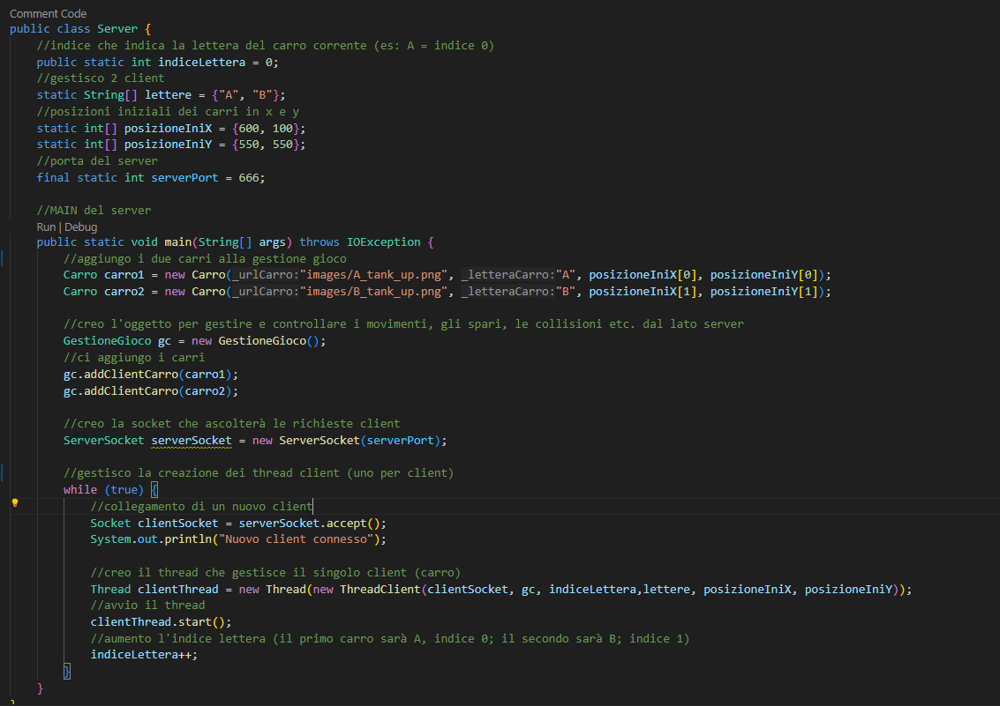 Comment Code
public class Server {
//indice che indica la lettera del carro corrente (es: A = indice 0)
public static int indiceLettera = 0;
//gestisco 2 client
static String[] lettere = {"A", "B"};
//posizioni iniziali dei carri in x e y
static int[] posizioneIniX = {600, 100};
static int[] posizioneIniY = {550, 550};
//porta del server
final static int serverPort = 666;
//MAIN del server
Run | Debug
public static void main(String[] args) throws IOException {
//aggiungo i due carri alla gestione gioco
Carro carro1 = new Carro(_urlCarro:"images/A_tank_up.png", _letteraCarro:"A", posizioneIniX[0], posizioneIniY[0]);
Carro carro2 = new Carro(_urlCarro:"images/B_tank_up.png", _letteraCarro:"B", posizioneIniX[1], posizioneIniY[1]);
//creo l'oggetto per gestire e controllare i movimenti, gli spari, le collisioni etc. dal lato server
GestioneGioco gc = new GestioneGioco();
//ci aggiungo i carri
gc.addClientCarro(carro1);
gc.addClientCarro(carro2);
//creo la socket che ascolterà le richieste client
ServerSocket serverSocket = new ServerSocket(serverPort);
//gestisco la creazione dei thread client (uno per client)
while (true) {
//collegamento di un nuovo client
Socket clientSocket = serverSocket.accept();
System.out.println("Nuovo client connesso");
//creo il thread che gestisce il singolo client (carro)
Thread clientThread = new Thread(new ThreadClient(clientSocket, gc, indiceLettera,lettere, posizioneIniX, posizioneIniY));
//avvio il thread
clientThread.start();
//aumento l'indice lettera (il primo carro sarà A, indice 0; il secondo sarà B; indice 1)
indiceLettera++;
}
}
}